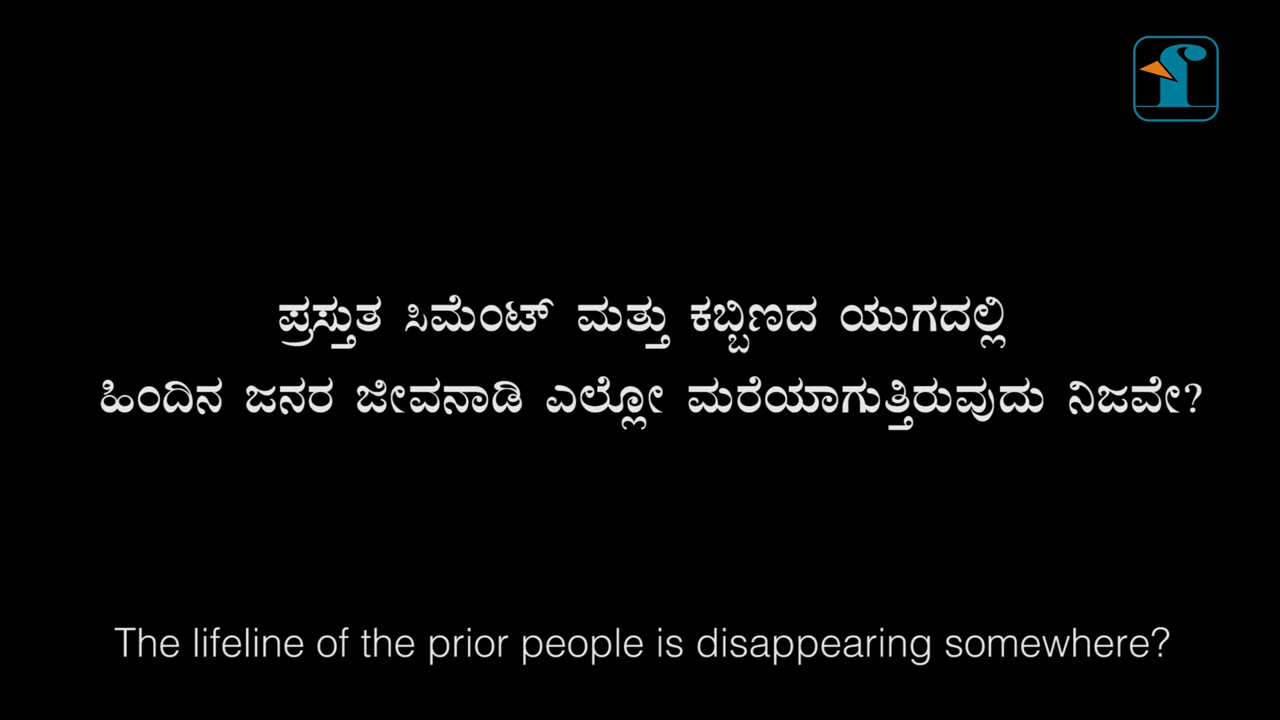 ಪ್ರಸ್ತುತ ಸಿಮೆಂಟ್ ಮತ್ತು ಕಬ್ಬಿಣದ ಯುಗದಲ್ಲಿ
ಹಿಂದಿನ ಜನರ ಜೀವನಾಡಿ ಎಲ್ಲೋ ಮರೆಯಾಗುತ್ತಿರುವುದು ನಿಜವೇ?
The lifeline of the prior people is disappearing somewhere?